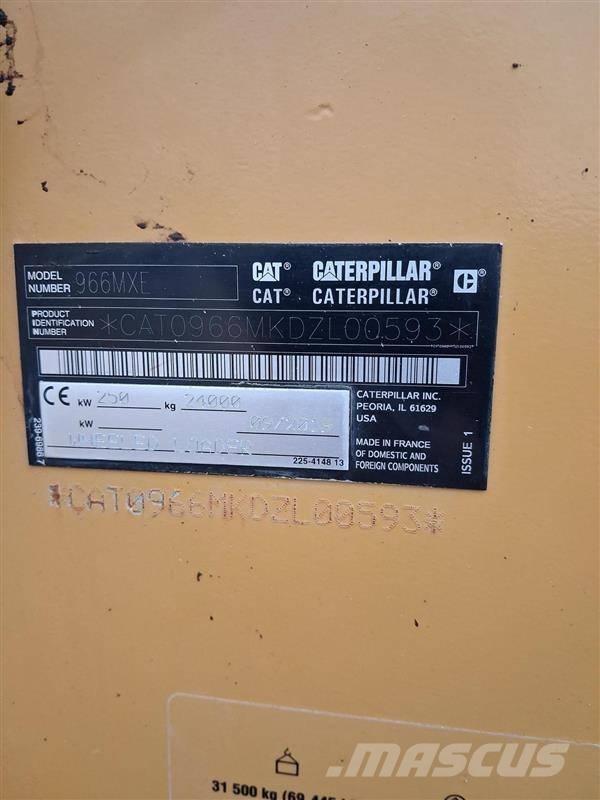 MODEL NUMBER 966MXE
CAT® CATERPILLAR® C®
CAT® CATERPILLAR®
PRODUCT IDENTIFICATION NUMBER *CAT0966MKDZL00593*
CE kW 250 kg 24000
kW 09/2019
WHEELED LOADER
225-4148 13
CATERPILLAR INC.
PEORIA, IL 61629
USA
MADE IN FRANCE
OF DOMESTIC AND
FOREIGN COMPONENTS
ISSUE 1
*CAT0966MKDZL00593*
31 500 kg
MASCUS